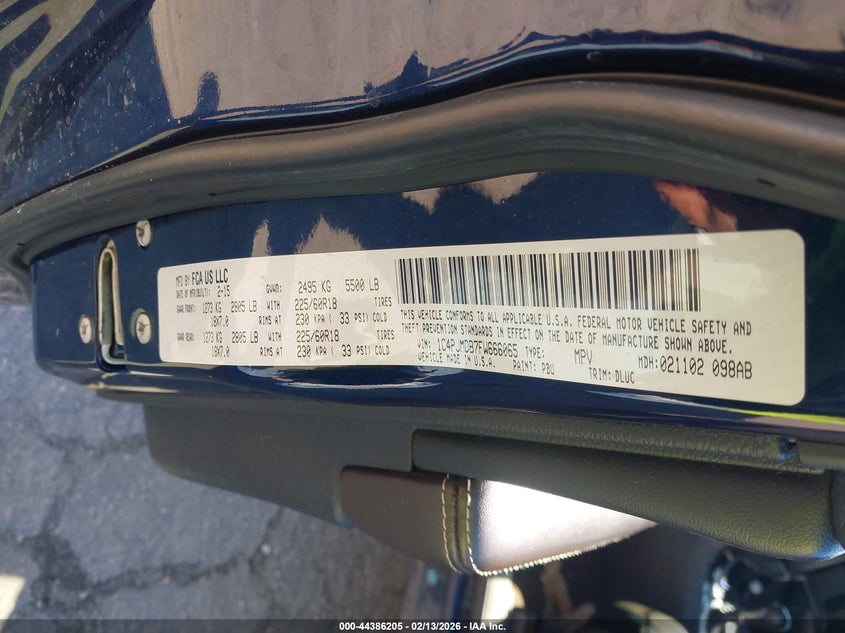 MFD BY FCA US LLC
DATE OF MFR 2-15 GVWR: 2495 KG 5500 LB
GAWR FRONT: 1273 KG 2805 LB WITH 225/60R18 TIRES
18X7.0 RIMS AT 230 KPA ( 33 PSI) COLD
GAWR REAR: 1273 KG 2805 LB WITH 225/60R18 TIRES
18X7.0 RIMS AT 230 KPA ( 33 PSI) COLD
THIS VEHICLE CONFORMS TO ALL APPLICABLE U.S.A. FEDERAL MOTOR VEHICLE SAFETY AND
THEFT PREVENTION STANDARDS IN EFFECT ON THE DATE OF MANUFACTURE SHOWN ABOVE.
VIN: 1C4PJMDB7FW666065 TYPE: MPV MDH: 021102 098AB
VEHICLE MADE IN U.S.A. PAINT: PBU TRIM: DLUC
000-44386205 - 02/13/2026 - IAA Inc.